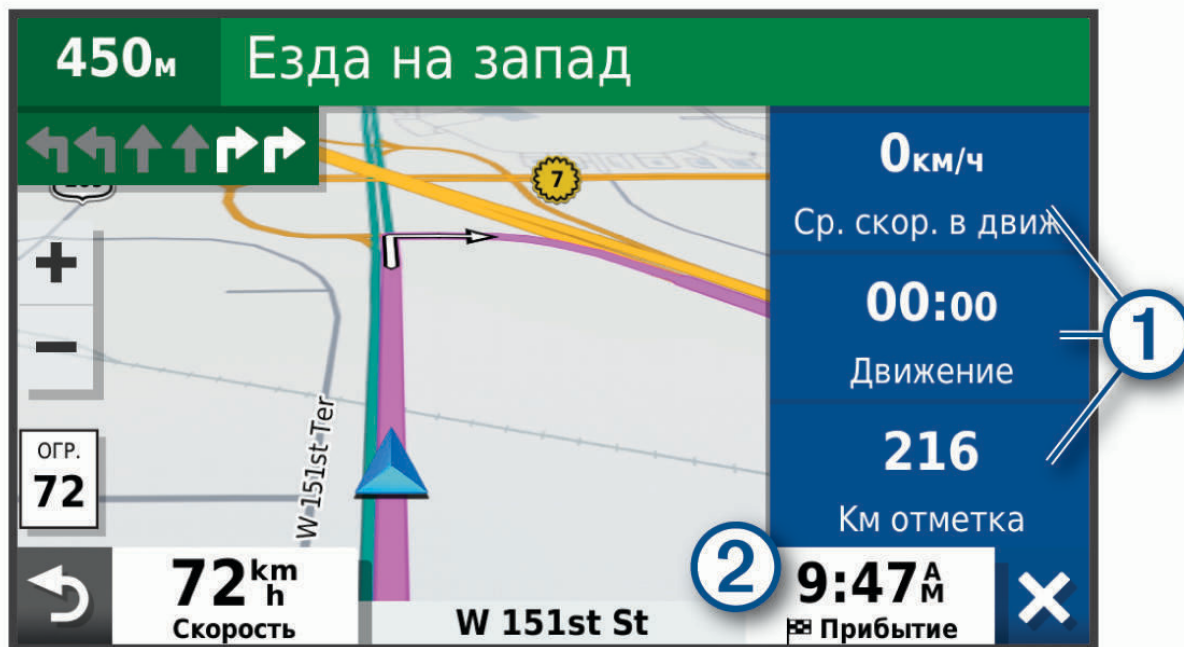 450м Езда на запад
7
0км/ч
Ср. скор. в движ
00:00
Движение
1
216
Км отметка
ОГР.
72
W 151st Ter
2
72 km h
Скорость
W 151st St
9:47 AM
Прибытие